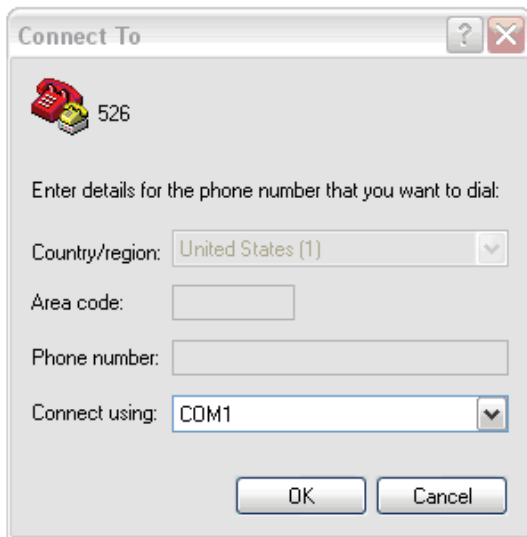 Connect To
526
Enter details for the phone number that you want to dial:
Country/region: United States (1)
Area code:
Phone number:
Connect using: COM1
OK Cancel